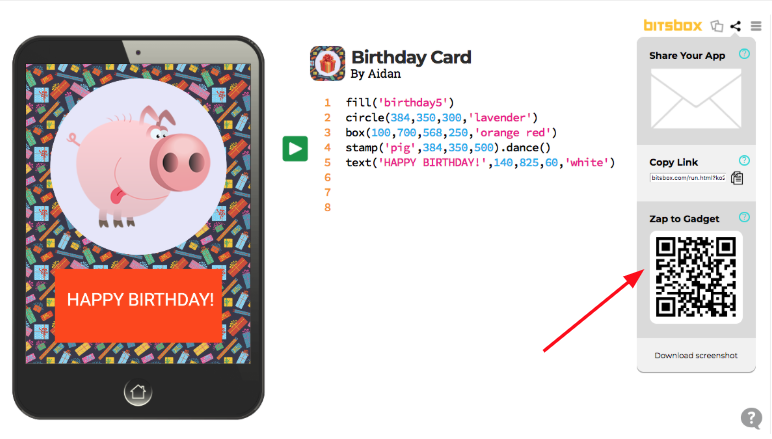 bitsbox
Birthday Card
By Aidan
1 fill('birthday5')
2 circle(384,350,300,'lavender')
3 box(100,700,568,250,'orange red')
4 stamp('pig',384,350,500).dance()
5 text('HAPPY BIRTHDAY!',140,825,60,'white')
6
7
8
HAPPY BIRTHDAY!
Share Your App ?
Copy Link ?
bitsbox.com/run.html?ko2
Zap to Gadget ?
Download screenshot
?